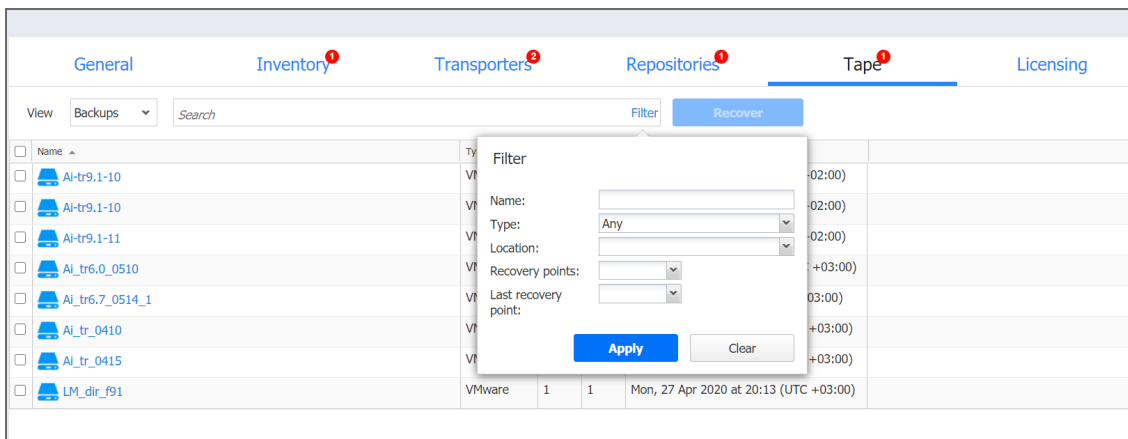 General Inventory 1 Transporters 2 Repositories 1 Tape 1 Licensing
View Backups Search Filter Recover
Name Ty
Filter
Ai-tr9.1-10 VM -02:00)
Name:
Ai-tr9.1-10 VM -02:00)
Type: Any
Ai-tr9.1-11 VM -02:00)
Location:
Ai_tr6.0_0510 VM +03:00)
Recovery points:
Ai_tr6.7_0514_1 VM 03:00)
Last recovery
point:
Ai_tr_0410 VM +03:00)
Apply Clear
Ai_tr_0415 VM +03:00)
LM_dir_f91 VMware 1 1 Mon, 27 Apr 2020 at 20:13 (UTC +03:00)